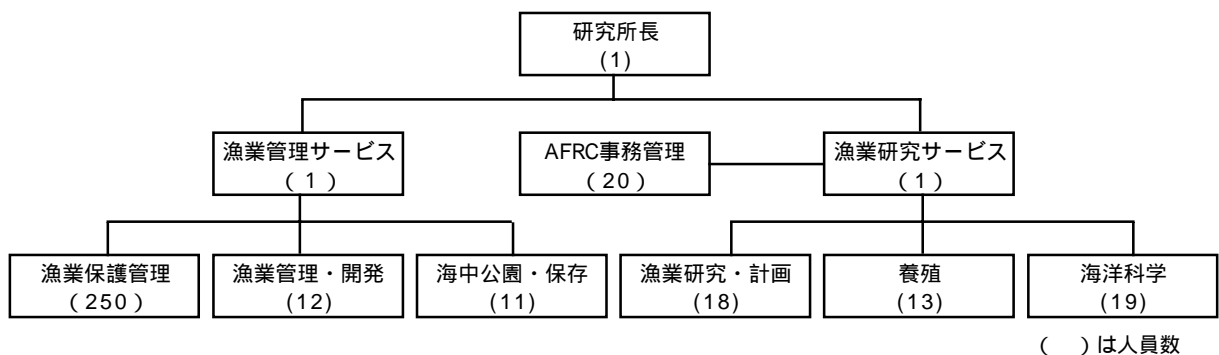 研究所長
(1)
漁業管理サービス
( 1 )
AFRC事務管理
( 20 )
漁業研究サービス
( 1 )
漁業保護管理
( 250 )
漁業管理・開発
(12)
海中公園・保存
(11)
漁業研究・計画
(18)
養殖
(13)
海洋科学
(19)
(　)は人員数